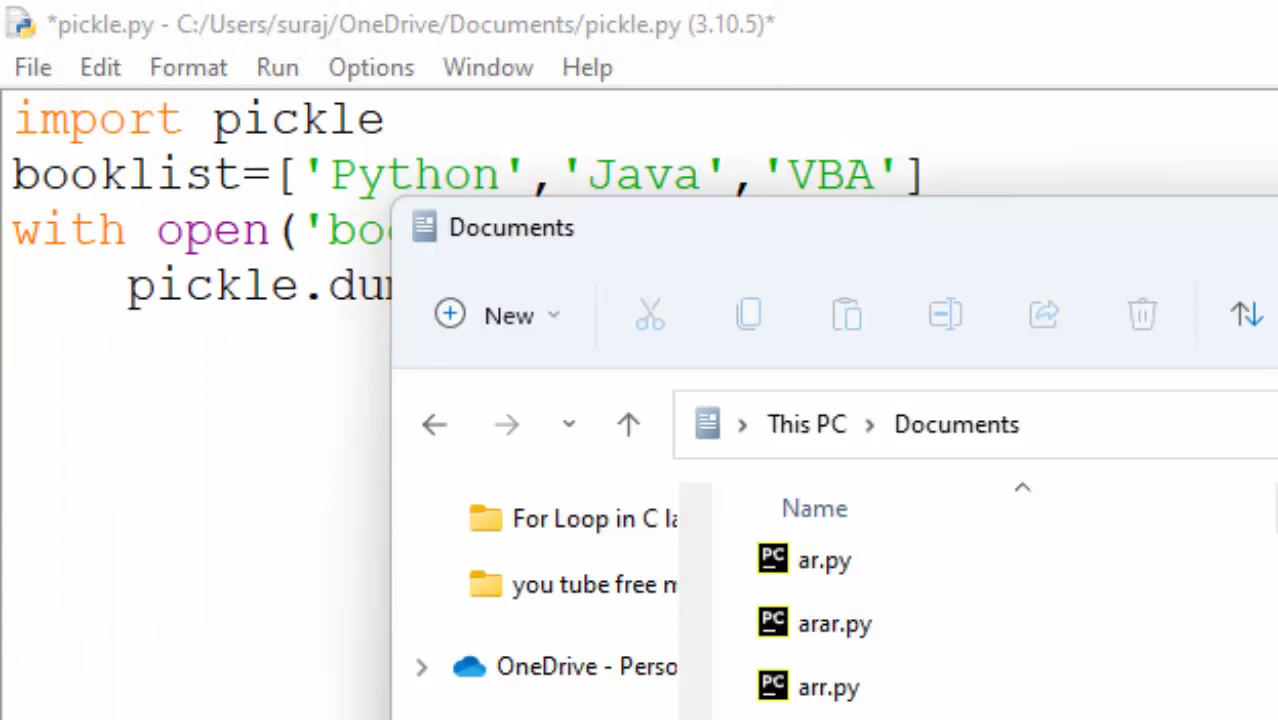 *pickle.py - C:/Users/suraj/OneDrive/Documents/pickle.py (3.10.5)*
File Edit Format Run Options Window Help
import pickle
booklist=['Python','Java','VBA']
with open('bo
pickle.du
Documents
New
This PC > Documents
Name
For Loop in C la
you tube free m
OneDrive - Perso
ar.py
arar.py
arr.py